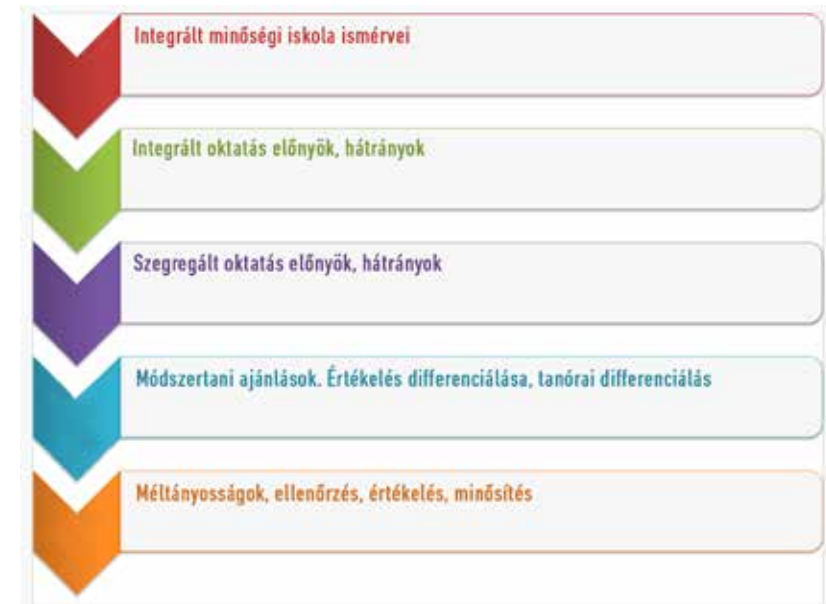 Integrált minőségi iskola ismérvei
Integrált oktatás előnyök, hátrányok
Szegregált oktatás előnyök, hátrányok
Módszertani ajánlások. Értékelés differenciálása, tanórai differenciálás
Méltányosságok, ellenőrzés, értékelés, minősítés